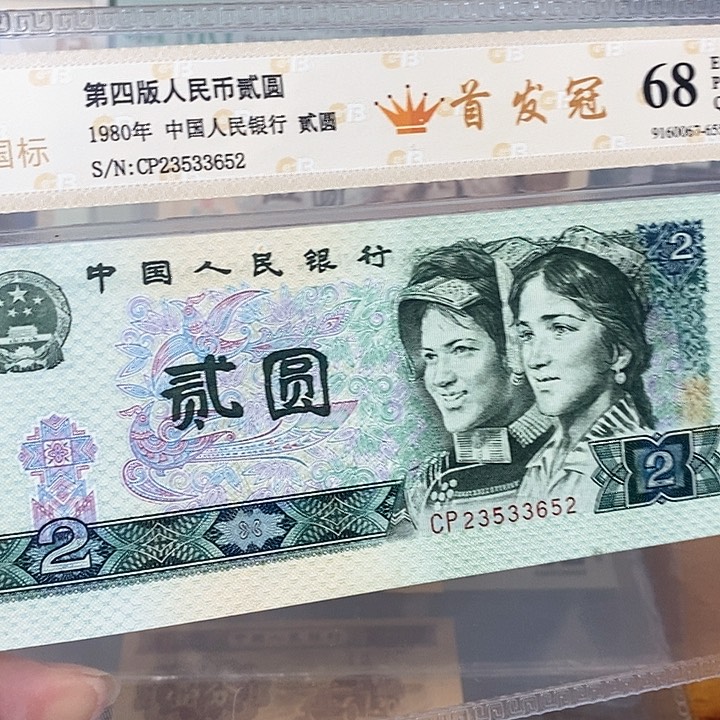 第四版人民币贰圆
1980年 中国人民银行 贰圆
S/N:CP23533652
国标
首发冠
68
E
P
Q
9160067-65
中国人民银行
2
贰圆
2
CP23533652
2